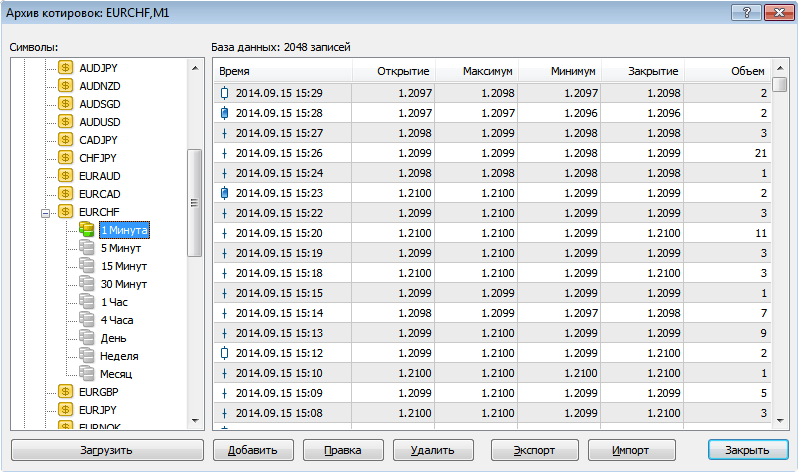 Архив котировок: EURCHF,M1
Символы:
База данных: 2048 записей
AUDJPY
AUDNZD
AUDSGD
AUDUSD
CADJPY
CHFJPY
EURAUD
EURCAD
EURCHF
1 Минута
5 Минут
15 Минут
30 Минут
1 Час
4 Часа
День
Неделя
Месяц
EURGBP
EURJPY
EURNOK
Время Открытие Максимум Минимум Закрытие Объем
2014.09.15 15:29 1.2097 1.2098 1.2097 1.2098 2
2014.09.15 15:28 1.2097 1.2097 1.2096 1.2096 2
2014.09.15 15:27 1.2098 1.2099 1.2098 1.2098 3
2014.09.15 15:26 1.2099 1.2099 1.2098 1.2099 21
2014.09.15 15:24 1.2098 1.2098 1.2098 1.2098 1
2014.09.15 15:23 1.2100 1.2100 1.2099 1.2099 2
2014.09.15 15:22 1.2099 1.2099 1.2099 1.2099 3
2014.09.15 15:20 1.2100 1.2100 1.2099 1.2100 11
2014.09.15 15:19 1.2099 1.2100 1.2099 1.2099 3
2014.09.15 15:18 1.2100 1.2100 1.2099 1.2100 3
2014.09.15 15:15 1.2099 1.2099 1.2099 1.2099 1
2014.09.15 15:14 1.2098 1.2099 1.2097 1.2098 7
2014.09.15 15:13 1.2099 1.2100 1.2099 1.2099 9
2014.09.15 15:12 1.2099 1.2100 1.2099 1.2100 2
2014.09.15 15:10 1.2100 1.2100 1.2100 1.2100 1
2014.09.15 15:09 1.2099 1.2100 1.2099 1.2099 5
2014.09.15 15:08 1.2100 1.2100 1.2099 1.2100 3
Загрузить Добавить Правка Удалить Экспорт Импорт Закрыть